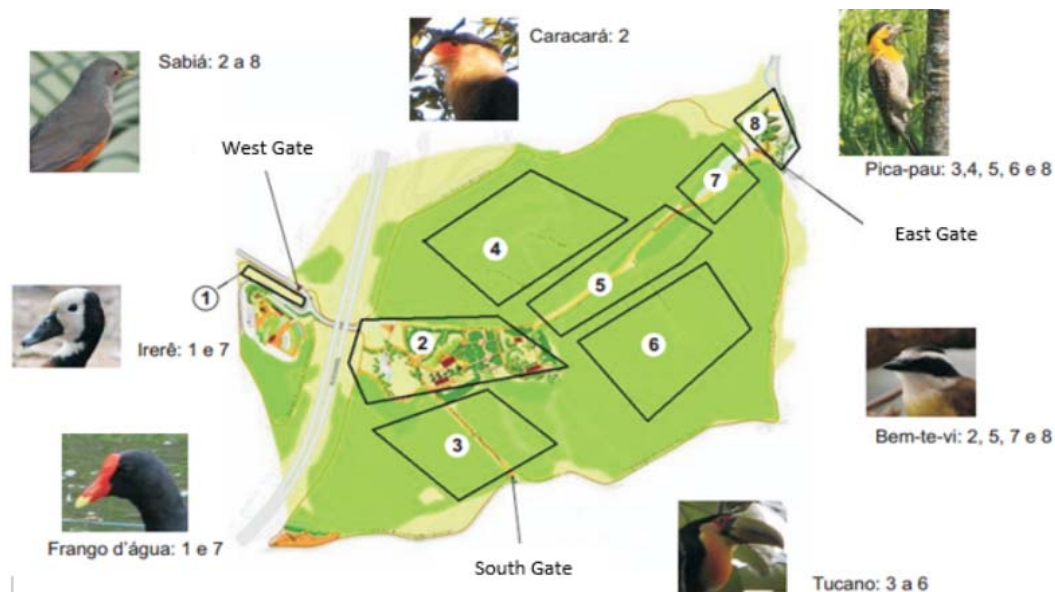 Caracará: 2
Sabiá: 2 a 8
8
West Gate
Pica-pau: 3,4, 5, 6 e 8
7
East Gate
4
1
5
2
6
Irerê: 1 e 7
3
Bem-te-vi: 2, 5, 7 e 8
Frango d'água: 1 e 7
South Gate
Tucano: 3 a 6